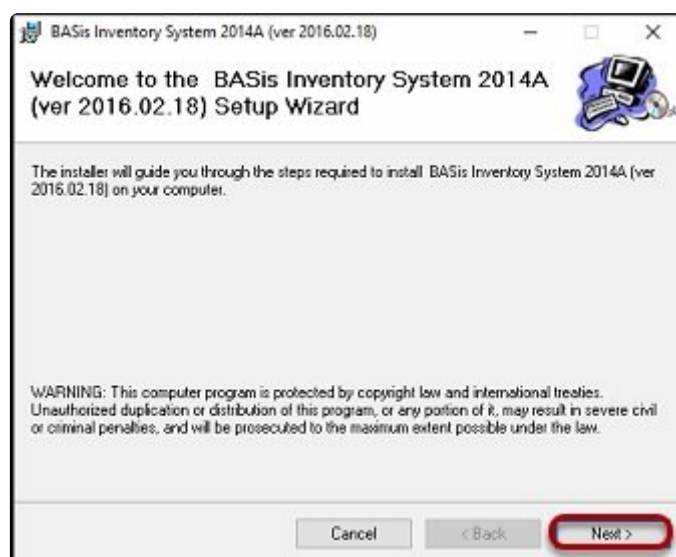 BASis Inventory System 2014A (ver 2016.02.18)
Welcome to the BASis Inventory System 2014A
(ver 2016.02.18) Setup Wizard
The installer will guide you through the steps required to install BASis Inventory System 2014A (ver
2016.02.18) on your computer.
WARNING: This computer program is protected by copyright law and international treaties.
Unauthorized duplication or distribution of this program, or any portion of it, may result in severe civil
or criminal penalties, and will be prosecuted to the maximum extent possible under the law.
Cancel
< Back
Next >